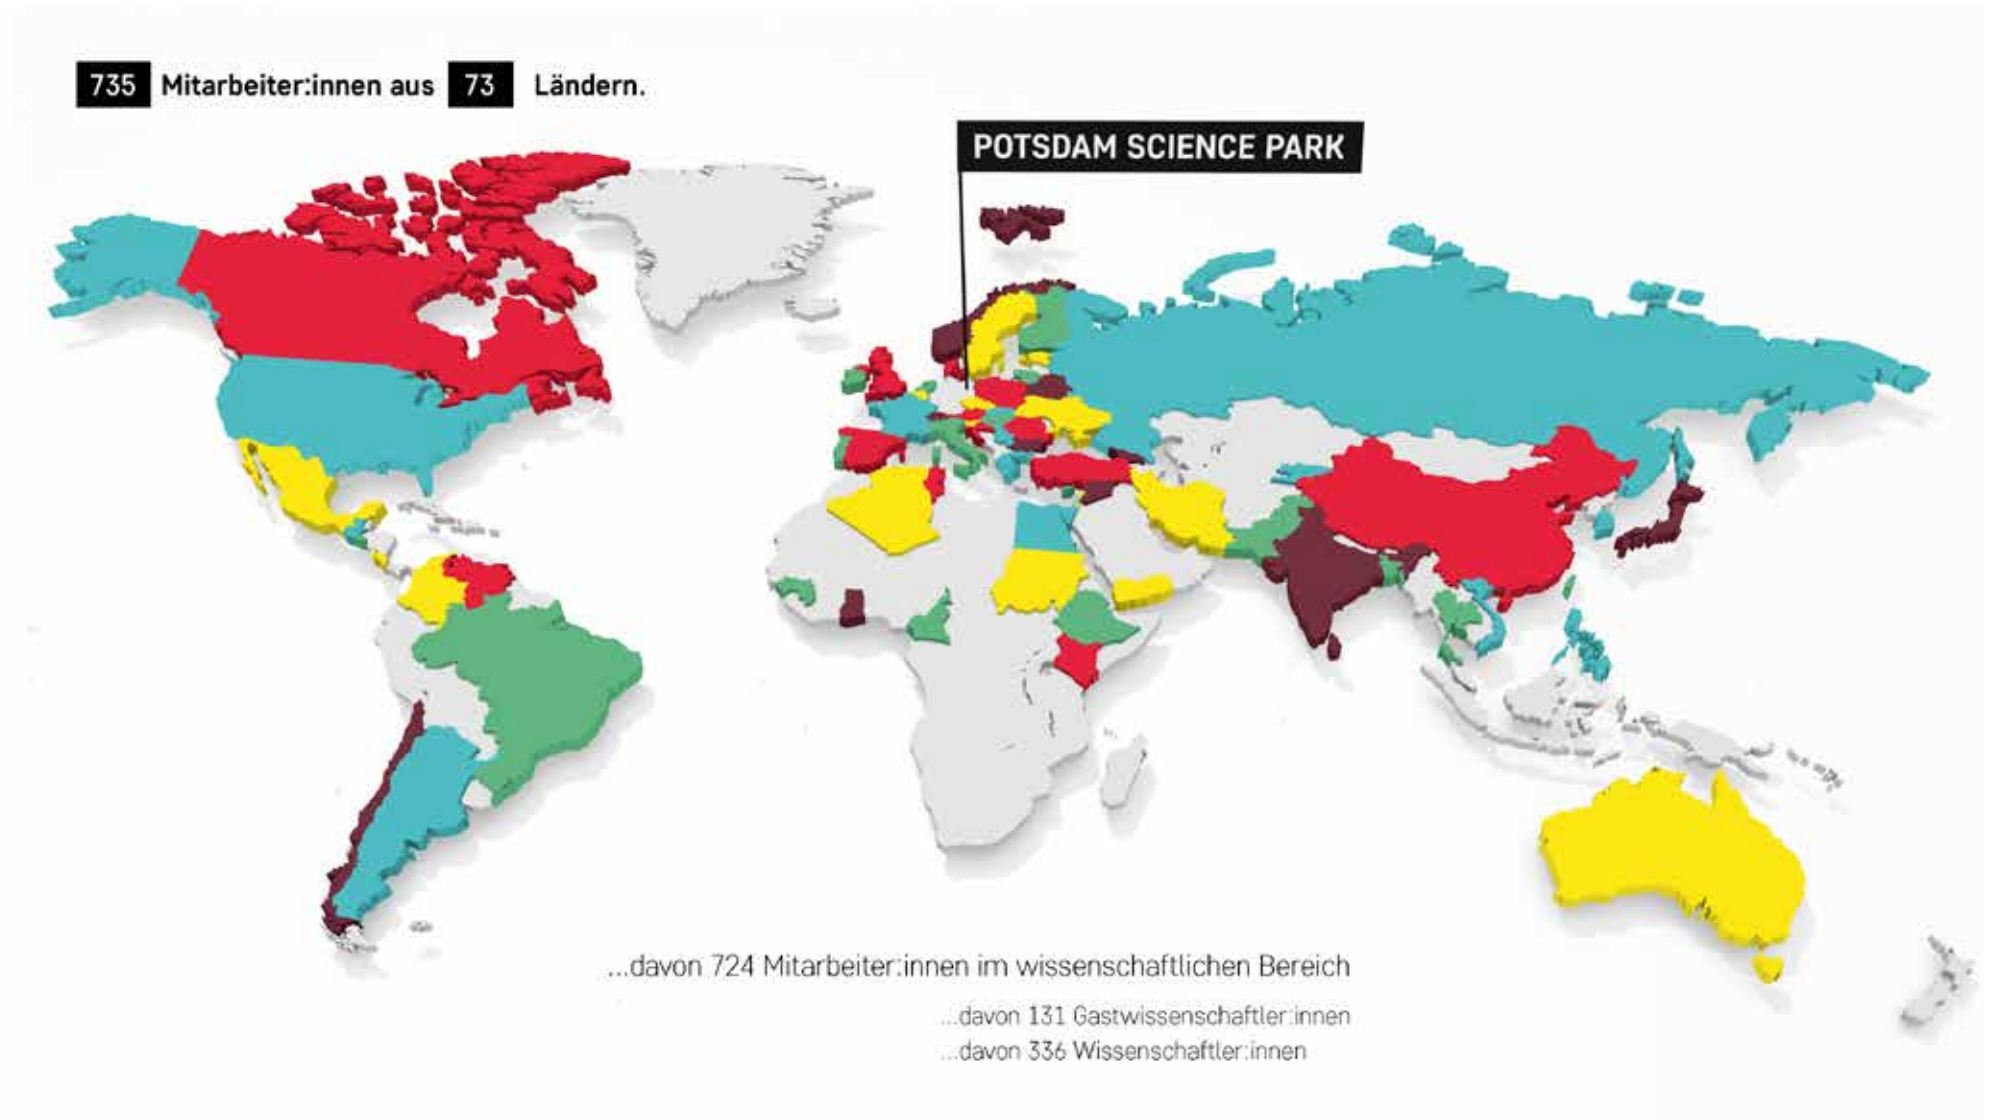 735 Mitarbeiter:innen aus 73 Ländern.
POTSDAM SCIENCE PARK
...davon 724 Mitarbeiter:innen im wissenschaftlichen Bereich
...davon 131 Gastwissenschaftler:innen
...davon 336 Wissenschaftler:innen